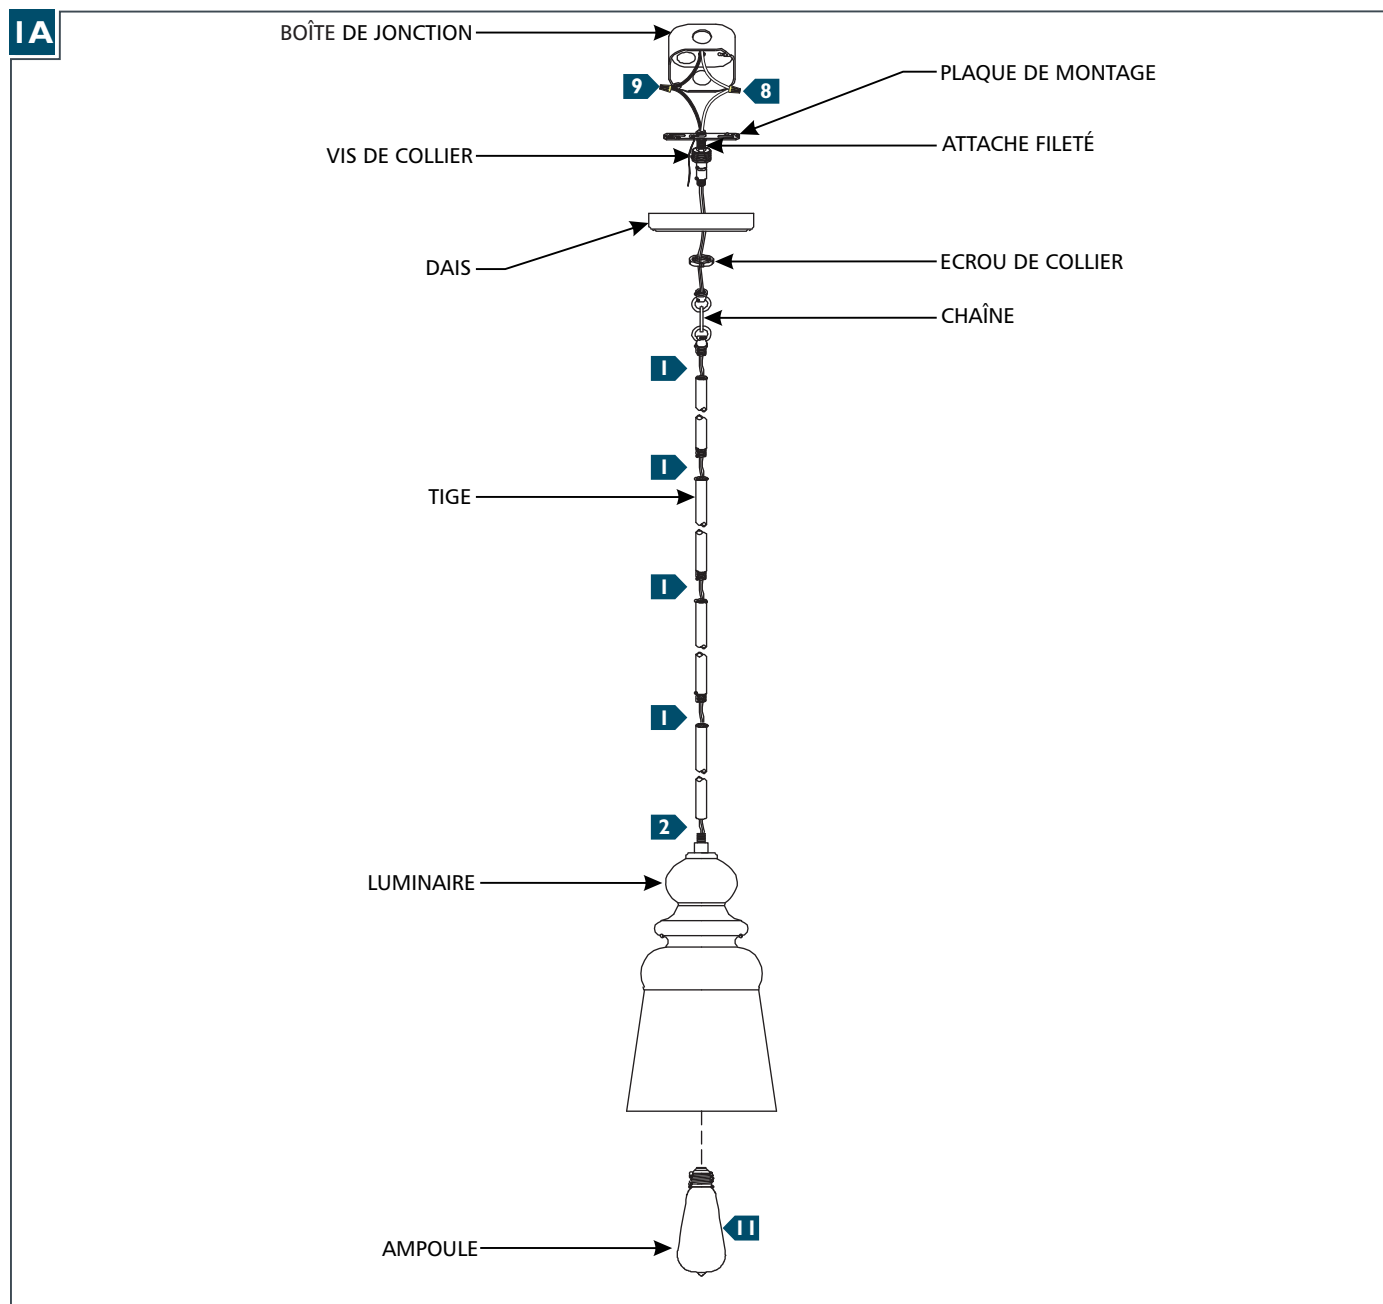 1A
BOÎTE DE JONCTION
PLAQUE DE MONTAGE
9
8
ATTACHE FILETÉ
VIS DE COLLIER
DAIS
ECROU DE COLLIER
CHAÎNE
1
1
TIGE
1
1
2
LUMINAIRE
11
AMPOULE